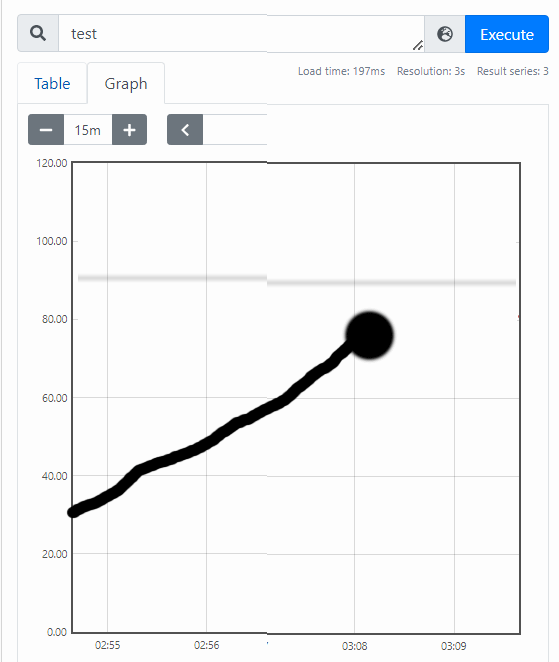 test
Execute
Load time: 197ms Resolution: 3s Result series: 3
Table Graph
15m
120.00
100.00
80.00
60.00
40.00
20.00
0.00
02:55 02:56 03:08 03:09